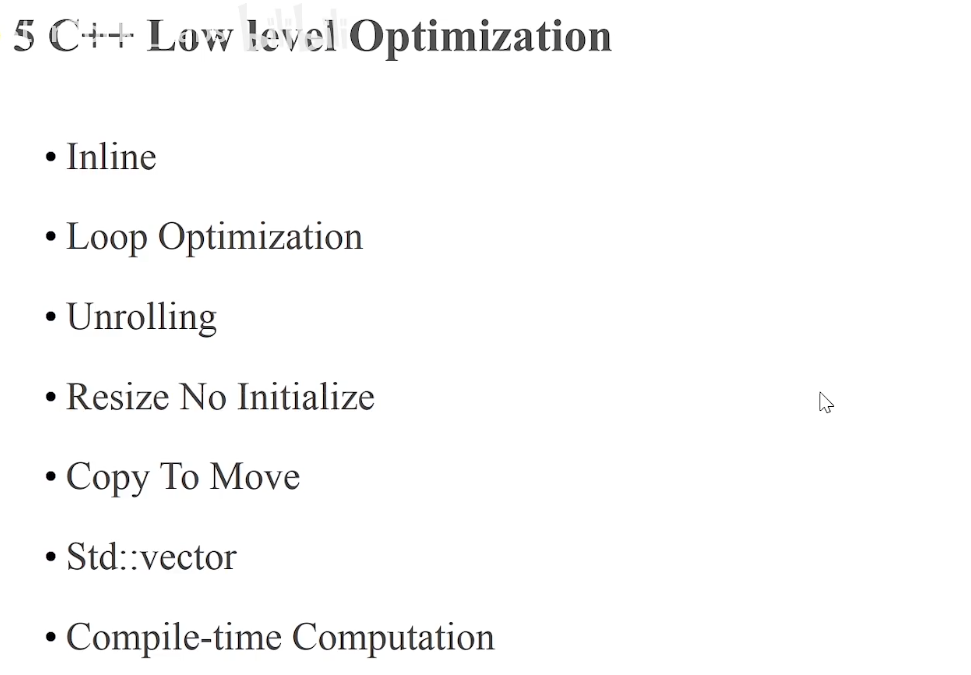 5 C++ Low level Optimization
• Inline
• Loop Optimization
• Unrolling
• Resize No Initialize
• Copy To Move
• Std::vector
• Compile-time Computation